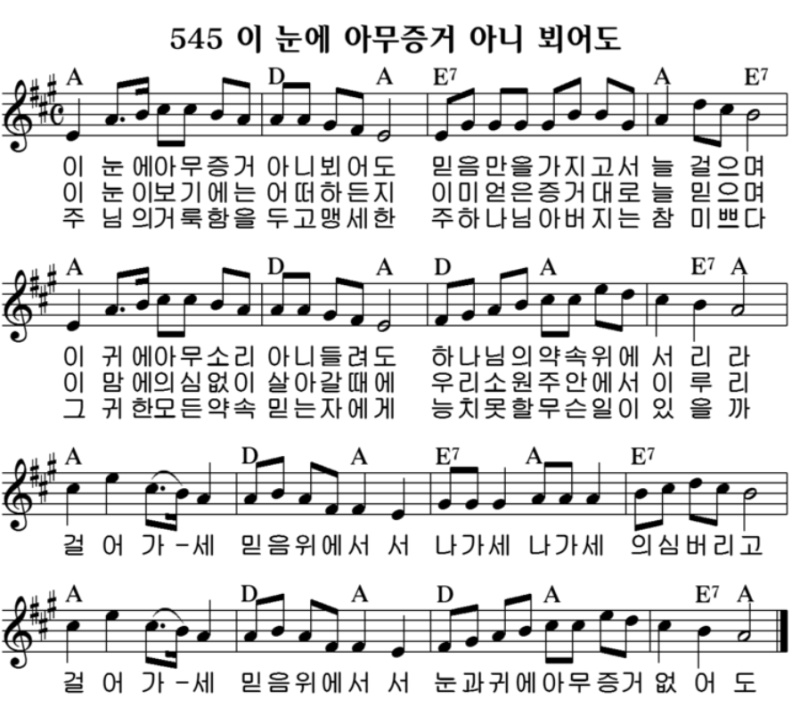 545 이 눈에 아무증거 아니 뵈어도
A D A E7 A E7
이 눈 에아무증거 아니뵈어도 믿음만을가지고서 늘 걸으며
이 눈 이보기에는 어떠하든지 이미얻은증거대로 늘 믿으며
주 님 의거룩함을 두고맹세한 주하나님아버지는 참 미쁘다
A D A D A E7 A
이 귀 에아무소리 아니들려도 하나님의약속위에 서 리 라
이 맘 에의심없이 살아갈때에 우리소원주안에서 이 루 리
그 귀 한모든약속 믿는자에게 능치못할무슨일이 있 을 까
A D A E7 A E7
걸 어 가 -세 믿음위에서 서 나가세 나가세 의심버리고
A D A D A E7 A
걸 어 가 -세 믿음위에서 서 눈과귀에아무증거 없 어 도